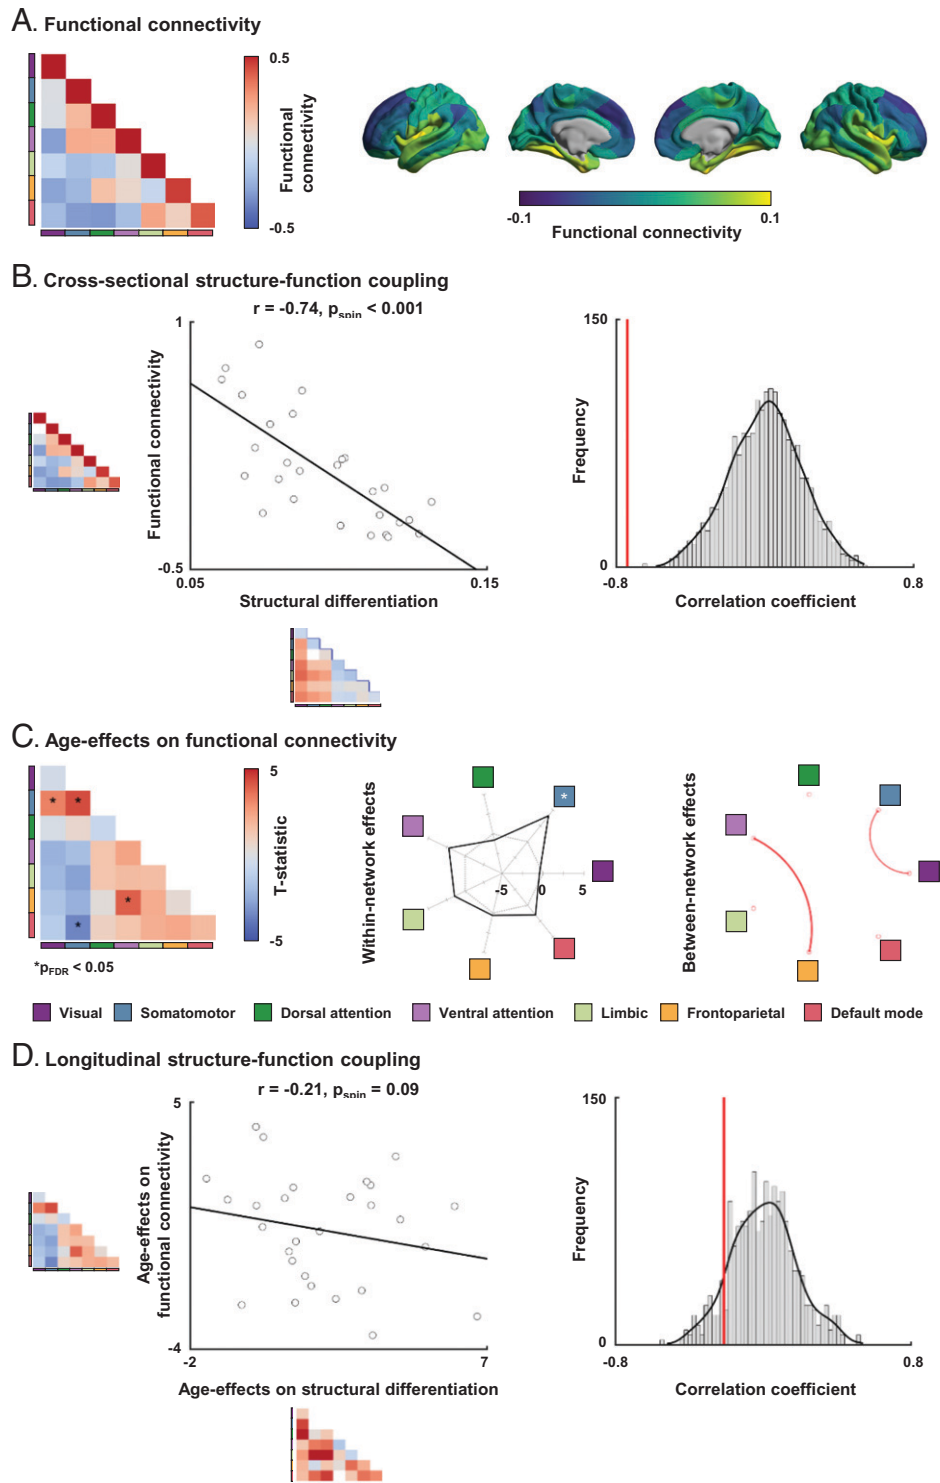 A. Functional connectivity
0.5
Functional
connectivity
-0.5
-0.1
0.1
Functional connectivity
B. Cross-sectional structure-function coupling
r = -0.74, pspin < 0.001
1
Functional connectivity
-0.5
0.05
0.15
Structural differentiation
150
Frequency
0
-0.8
0.8
Correlation coefficient
C. Age-effects on functional connectivity
5
T-statistic
-5
* *
*
*
*pFDR < 0.05
Within-network effects
*
-5
0
5
Between-network effects
Visual
Somatomotor
Dorsal attention
Ventral attention
Limbic
Frontoparietal
Default mode
D. Longitudinal structure-function coupling
r = -0.21, pspin = 0.09
5
Age-effects on
functional connectivity
-4
-2
7
Age-effects on structural differentiation
150
Frequency
0
-0.8
0.8
Correlation coefficient